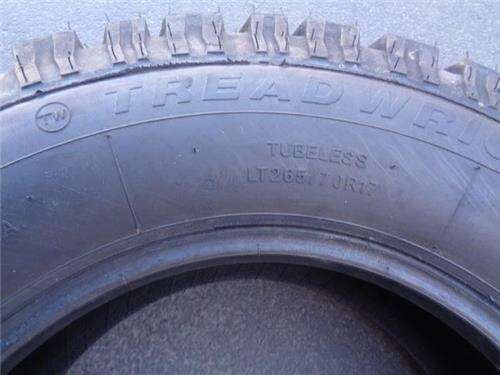 TW TREADWRIG
TUBELESS
LT265/70R17
A